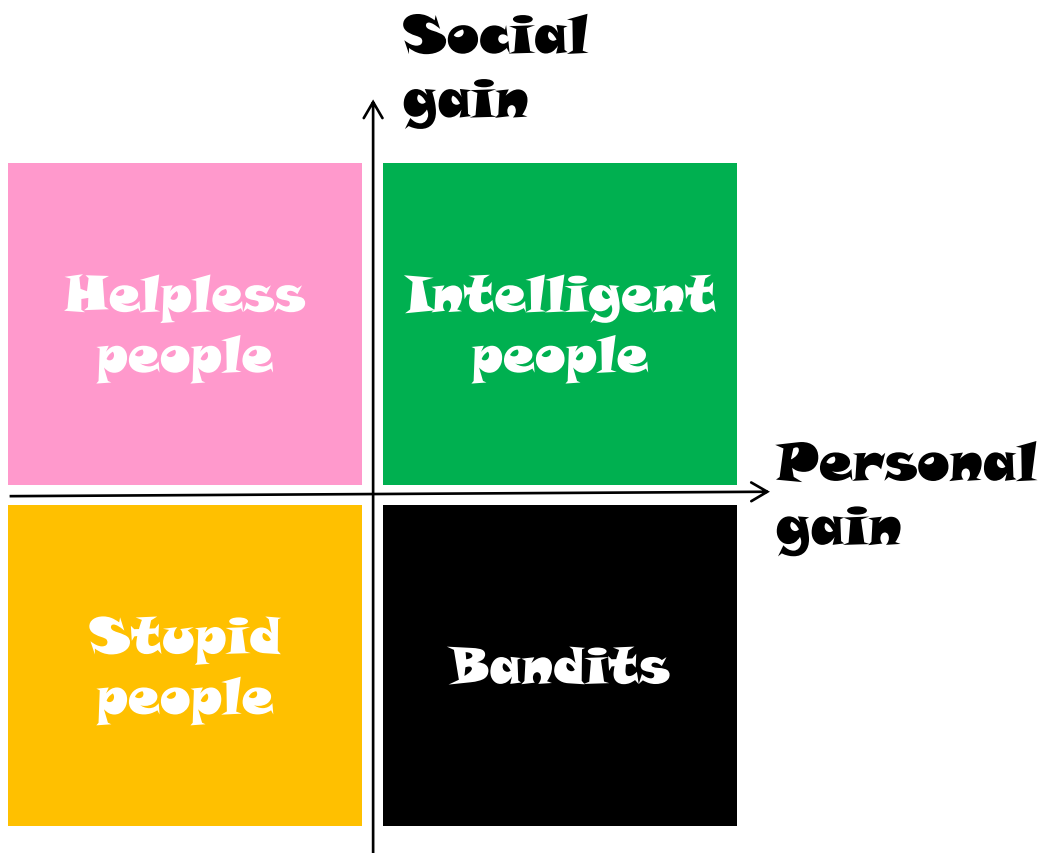 Social
gain
Helpless
people
Intelligent
people
Personal
gain
Stupid
people
Bandits